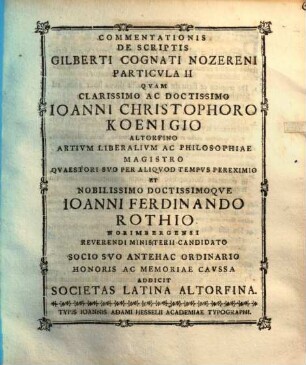 COMMENTATIONIS
DE SCRIPTIS
GILBERTI COGNATI NOZERENI
PARTICVLA II
QVAM
CLARISSIMO AC DOCTISSIMO
IOANNI CHRISTOPHORO
KOENIGIO
ALTORFINO
ARTIVM LIBERALIVM AC PHILOSOPHIAE
MAGISTRO
QVAESTORI SVO PER ALIQVOD TEMPVS PEREXIMIO
ET
NOBILISSIMO DOCTISSIMOQVE
IOANNI FERDINANDO
ROTHIO
NORIMBERGENSI
REVERENDI MINISTERII CANDIDATO
SOCIO SVO ANTEHAC ORDINARIO
HONORIS AC MEMORIAE CAVSSA
ADDICIT
SOCIETAS LATINA ALTORFINA.
TYPIS IOANNIS ADAMI HESSELII ACADEMIAE TYPOGRAPHI.